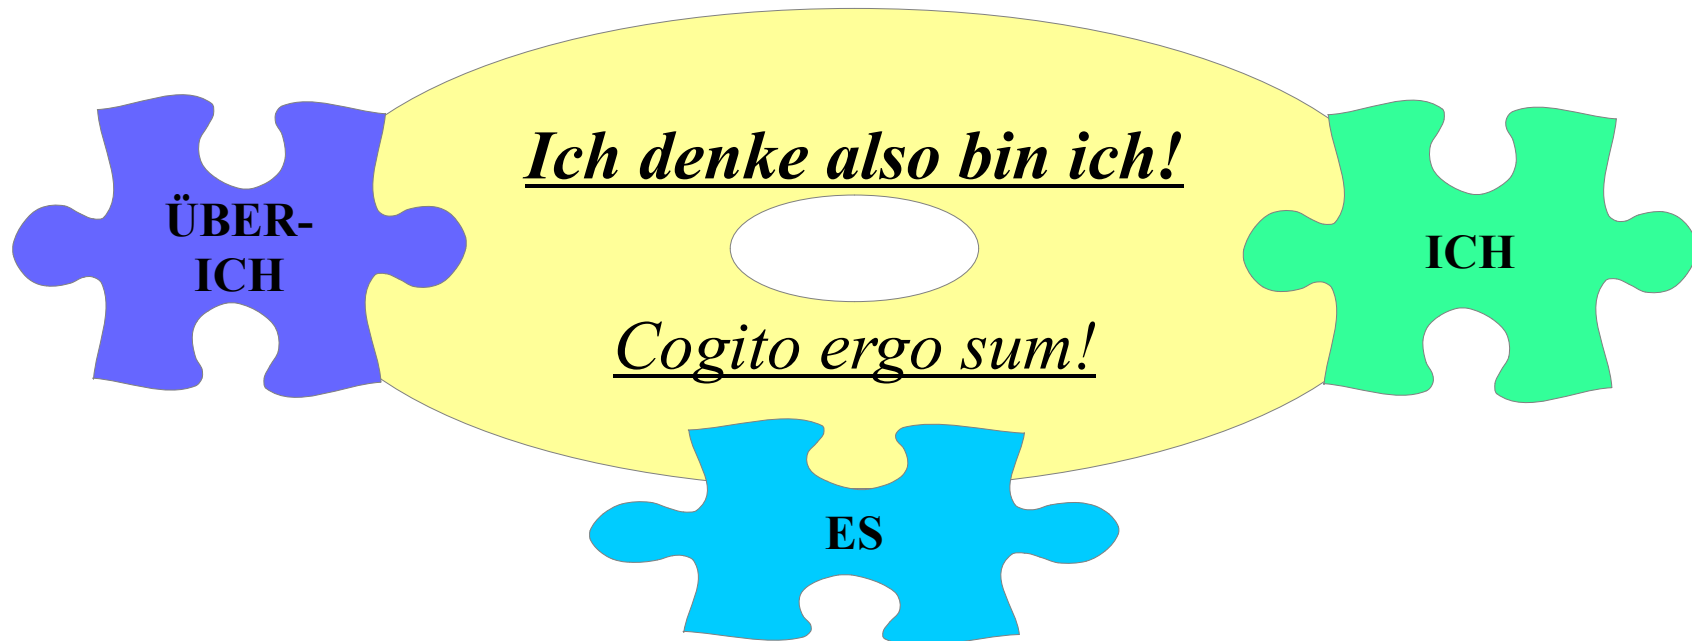 Ich denke also bin ich!
ÜBER-
ICH
ICH
Cogito ergo sum!
ES